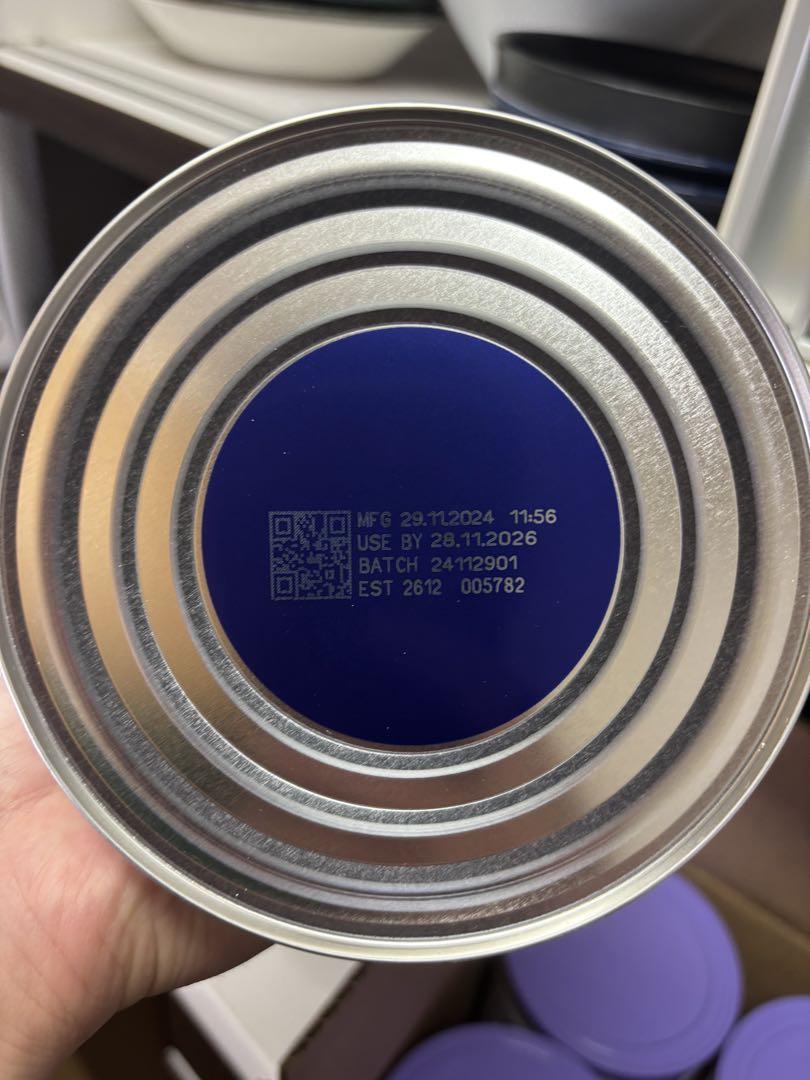 MFG 29.11.2024 11:56
USE BY 28.11.2026
BATCH 24112901
EST 2612 005782